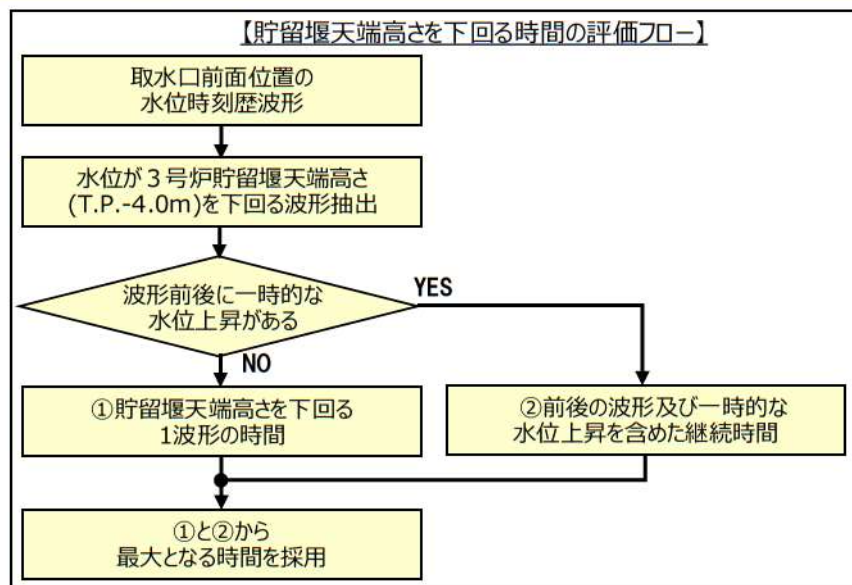 【貯留堰天端高さを下回る時間の評価フロー】
取水口前面位置の
水位時刻歴波形
水位が３号炉貯留堰天端高さ
(T.P.-4.0m)を下回る波形抽出
波形前後に一時的な
水位上昇がある
YES
NO
①貯留堰天端高さを下回る
1波形の時間
②前後の波形及び一時的な
水位上昇を含めた継続時間
①と②から
最大となる時間を採用